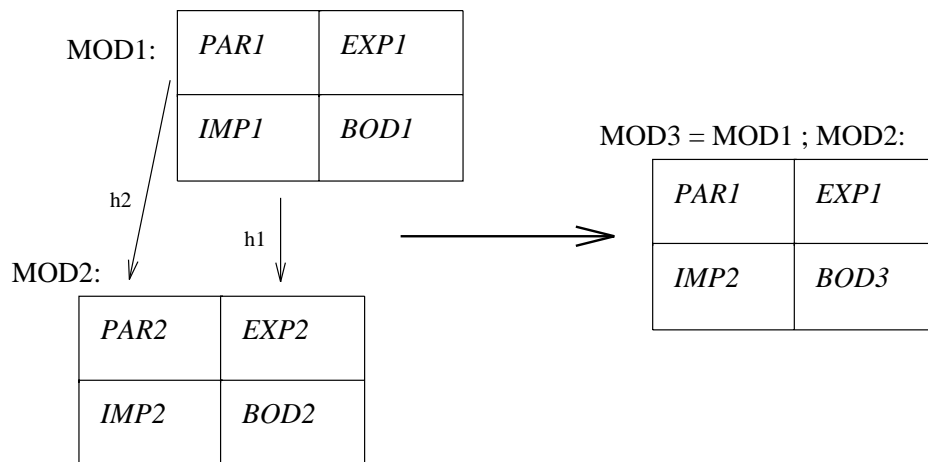 MOD1:
PAR1 EXP1
IMP1 BOD1
h2
h1
MOD2:
PAR2 EXP2
IMP2 BOD2
MOD3 = MOD1 ; MOD2:
PAR1 EXP1
IMP2 BOD3